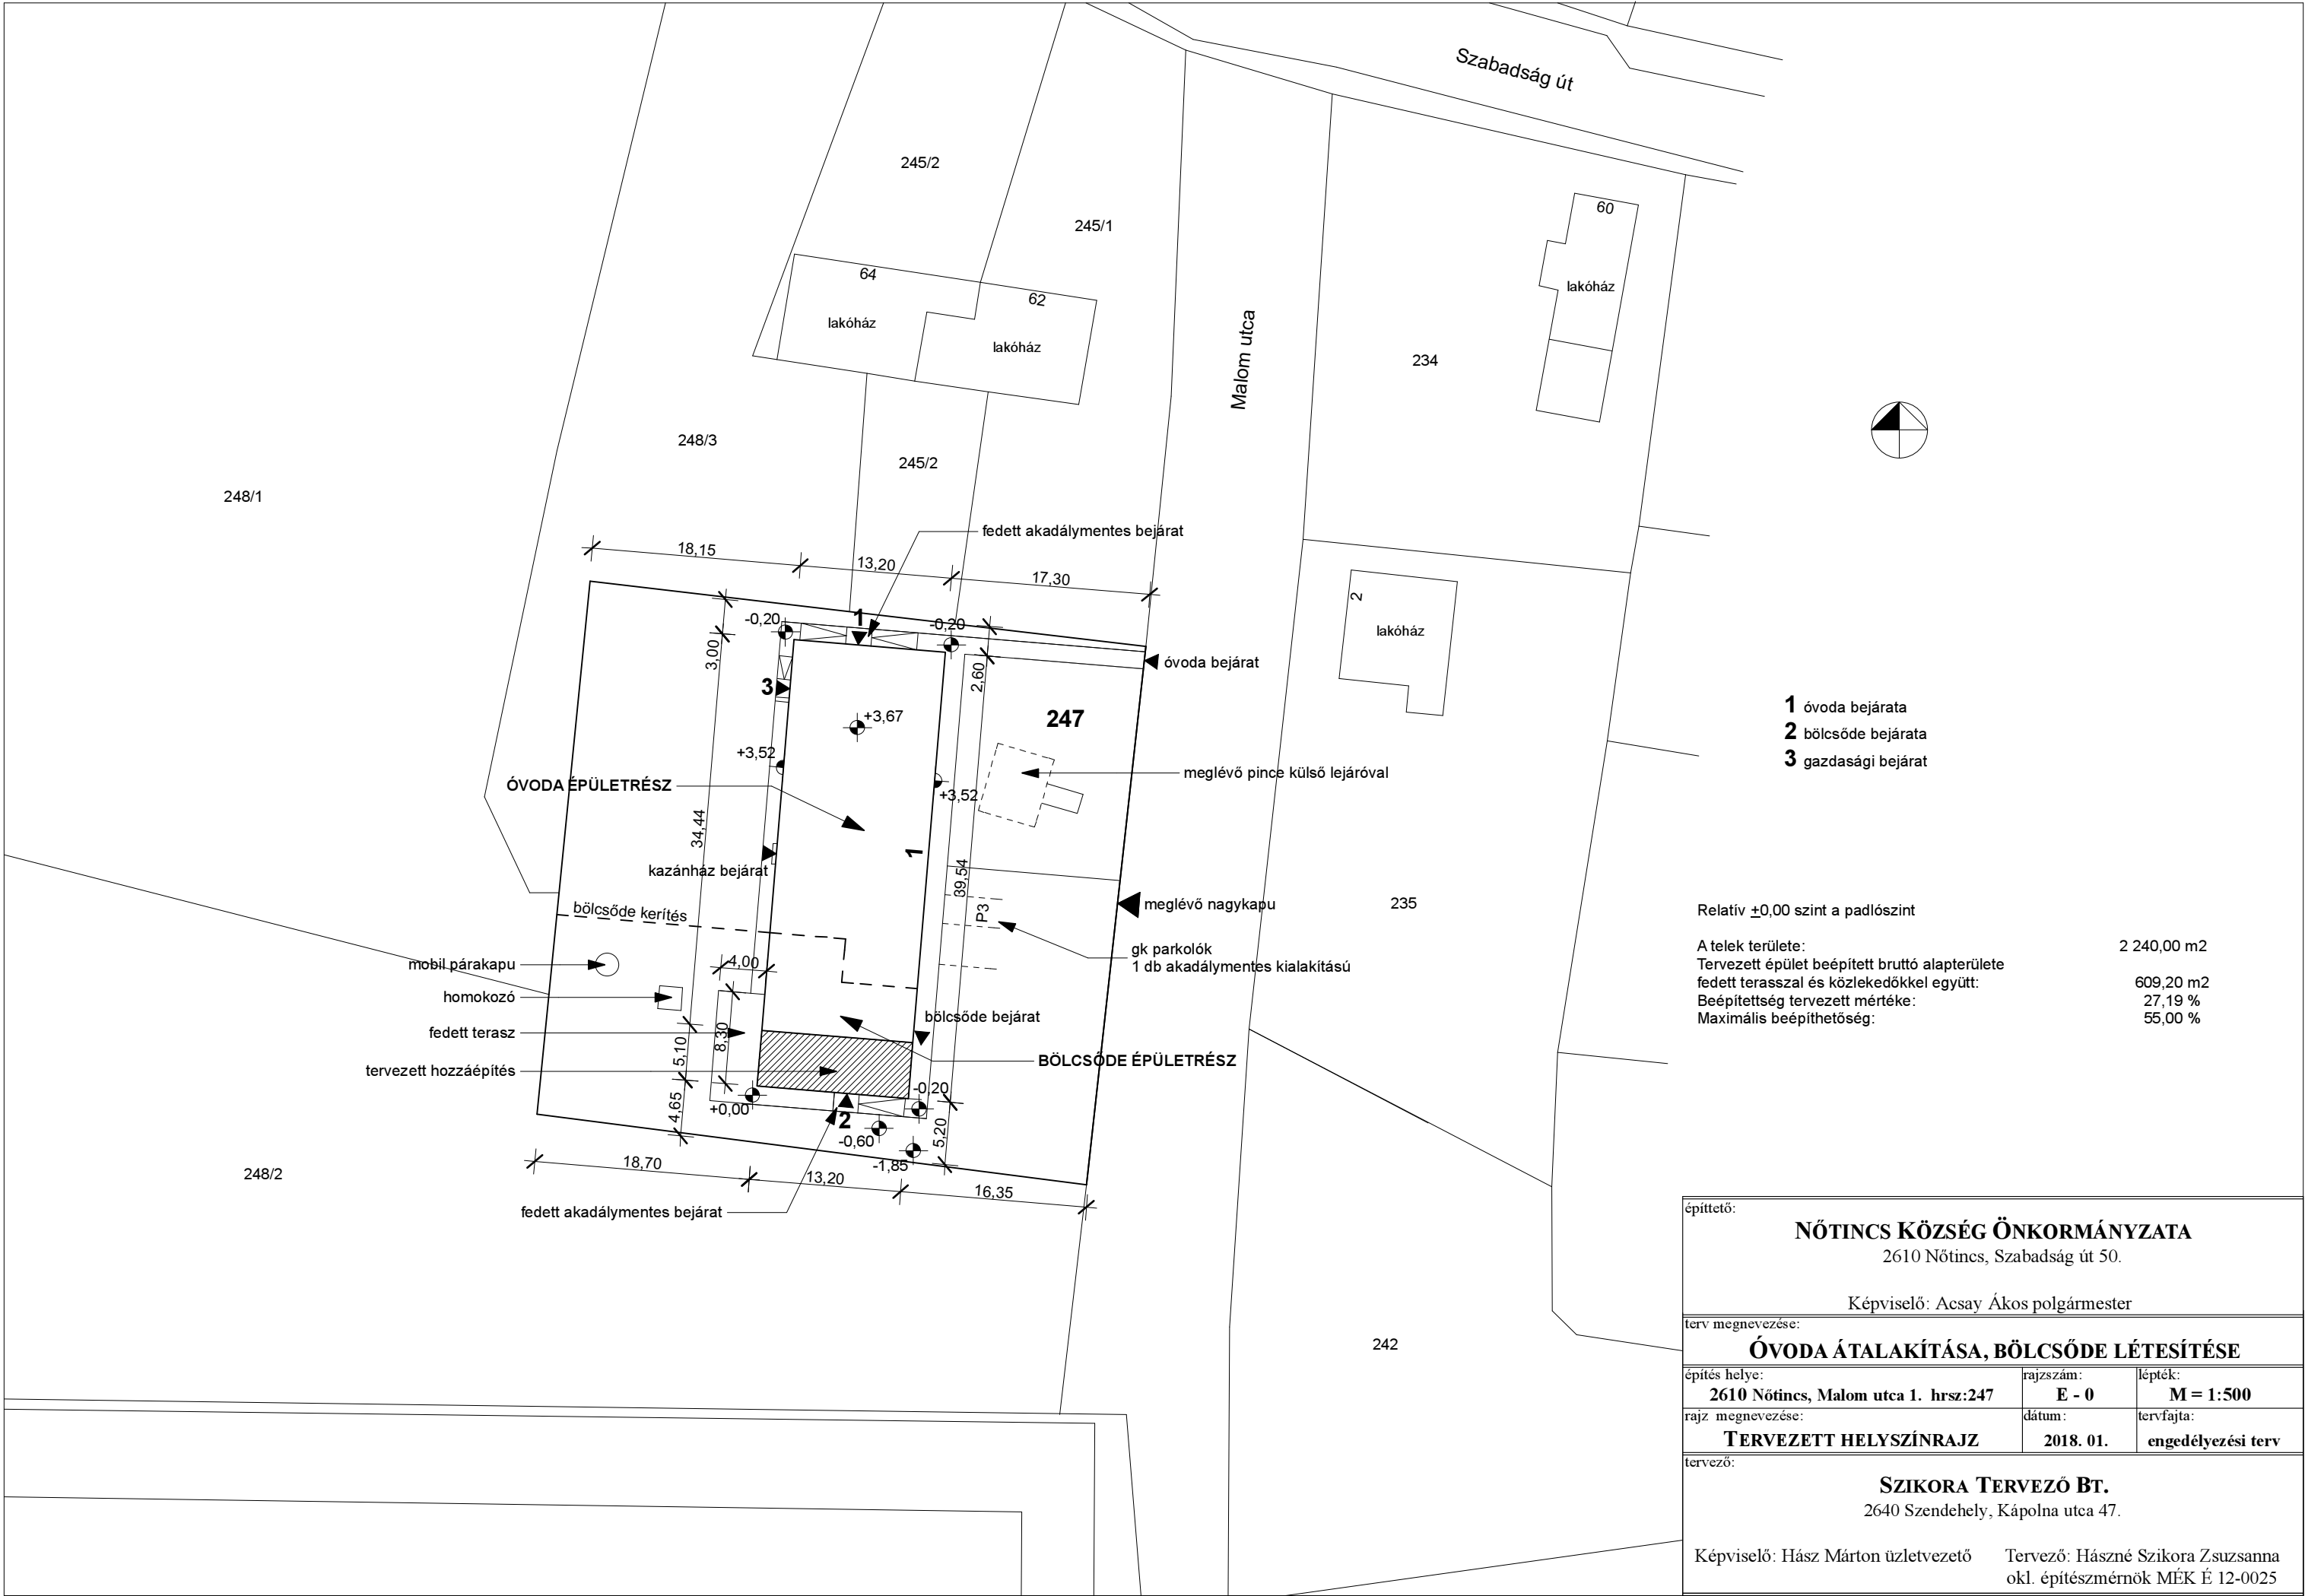 Szabadság út
245/2
245/1
60
lakóház
64
lakóház
62
lakóház
Malom utca
234
248/3
245/2
248/1
fedett akadálymentes bejárat
18,15
13,20
17,30
2
lakóház
-0,20
1
-0,20
3,00
óvoda bejárat
2,60
3
+3,67
247
1 óvoda bejárata
2 bölcsőde bejárata
3 gazdasági bejárat
+3,52
meglévő pince külső lejáróval
ÓVODA ÉPÜLETRÉSZ
+3,52
34,44
1
kazánház bejárat
39,54
meglévő nagykapu
235
bölcsőde kerítés
P3
Relatív ±0,00 szint a padlószint
gk parkolók
1 db akadálymentes kialakítású
A telek területe: 2 240,00 m2
Tervezett épület beépített bruttó alapterülete
fedett terasszal és közlekedőkkel együtt: 609,20 m2
Beépítettség tervezett mértéke: 27,19 %
Maximális beépíthetőség: 55,00 %
mobil párakapu
4,00
homokozó
bölcsőde bejárat
fedett terasz
8,30
5,10
BÖLCSŐDE ÉPÜLETRÉSZ
tervezett hozzáépítés
-0,20
+0,00
4,65
2
-0,60
5,20
-1,85
248/2
18,70
13,20
16,35
fedett akadálymentes bejárat
242
építtető:
NŐTINCS KÖZSÉG ÖNKORMÁNYZATA
2610 Nőtincs, Szabadság út 50.
Képviselő: Acsay Ákos polgármester
terv megnevezése:
ÓVODA ÁTALAKÍTÁSA, BÖLCSŐDE LÉTESÍTÉSE
építés helye: rajzszám: lépték:
2610 Nőtincs, Malom utca 1. hrsz:247 E - 0 M = 1:500
rajz megnevezése: dátum: tervfajta:
TERVEZETT HELYSZÍNRAJZ 2018. 01. engedélyezési terv
tervező:
SZIKORA TERVEZŐ BT.
2640 Szendehely, Kápolna utca 47.
Képviselő: Hász Márton üzletvezető Tervező: Hászné Szikora Zsuzsanna
okl. építészmérnök MÉK É 12-0025